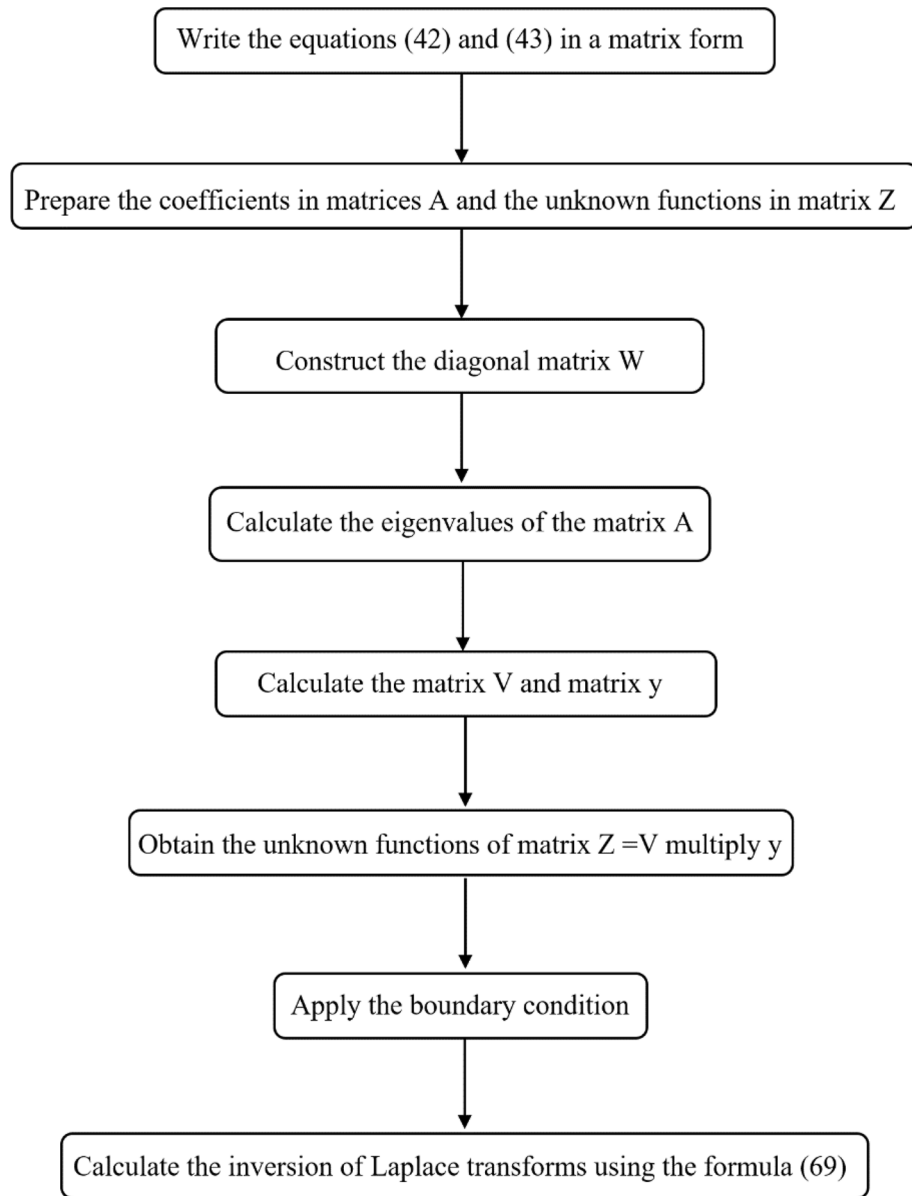 Write the equations (42) and (43) in a matrix form
Prepare the coefficients in matrices A and the unknown functions in matrix Z
Construct the diagonal matrix W
Calculate the eigenvalues of the matrix A
Calculate the matrix V and matrix y
Obtain the unknown functions of matrix Z =V multiply y
Apply the boundary condition
Calculate the inversion of Laplace transforms using the formula (69)